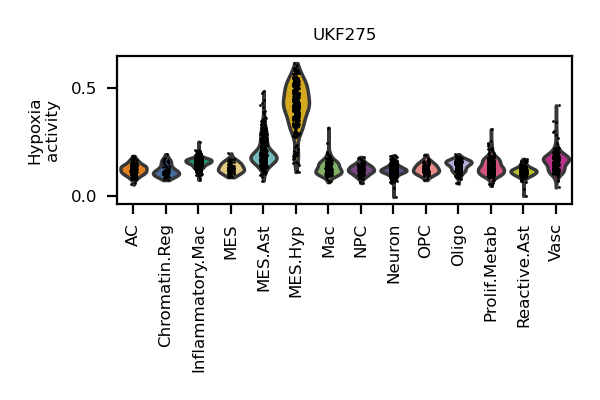 UKF275
Hypoxia
activity
0.5
0.0
AC
Chromatin.Reg
Inflammatory.Mac
MES
MES.Ast
MES.Hyp
Mac
NPC
Neuron
OPC
Oligo
Prolif.Metab
Reactive.Ast
Vasc